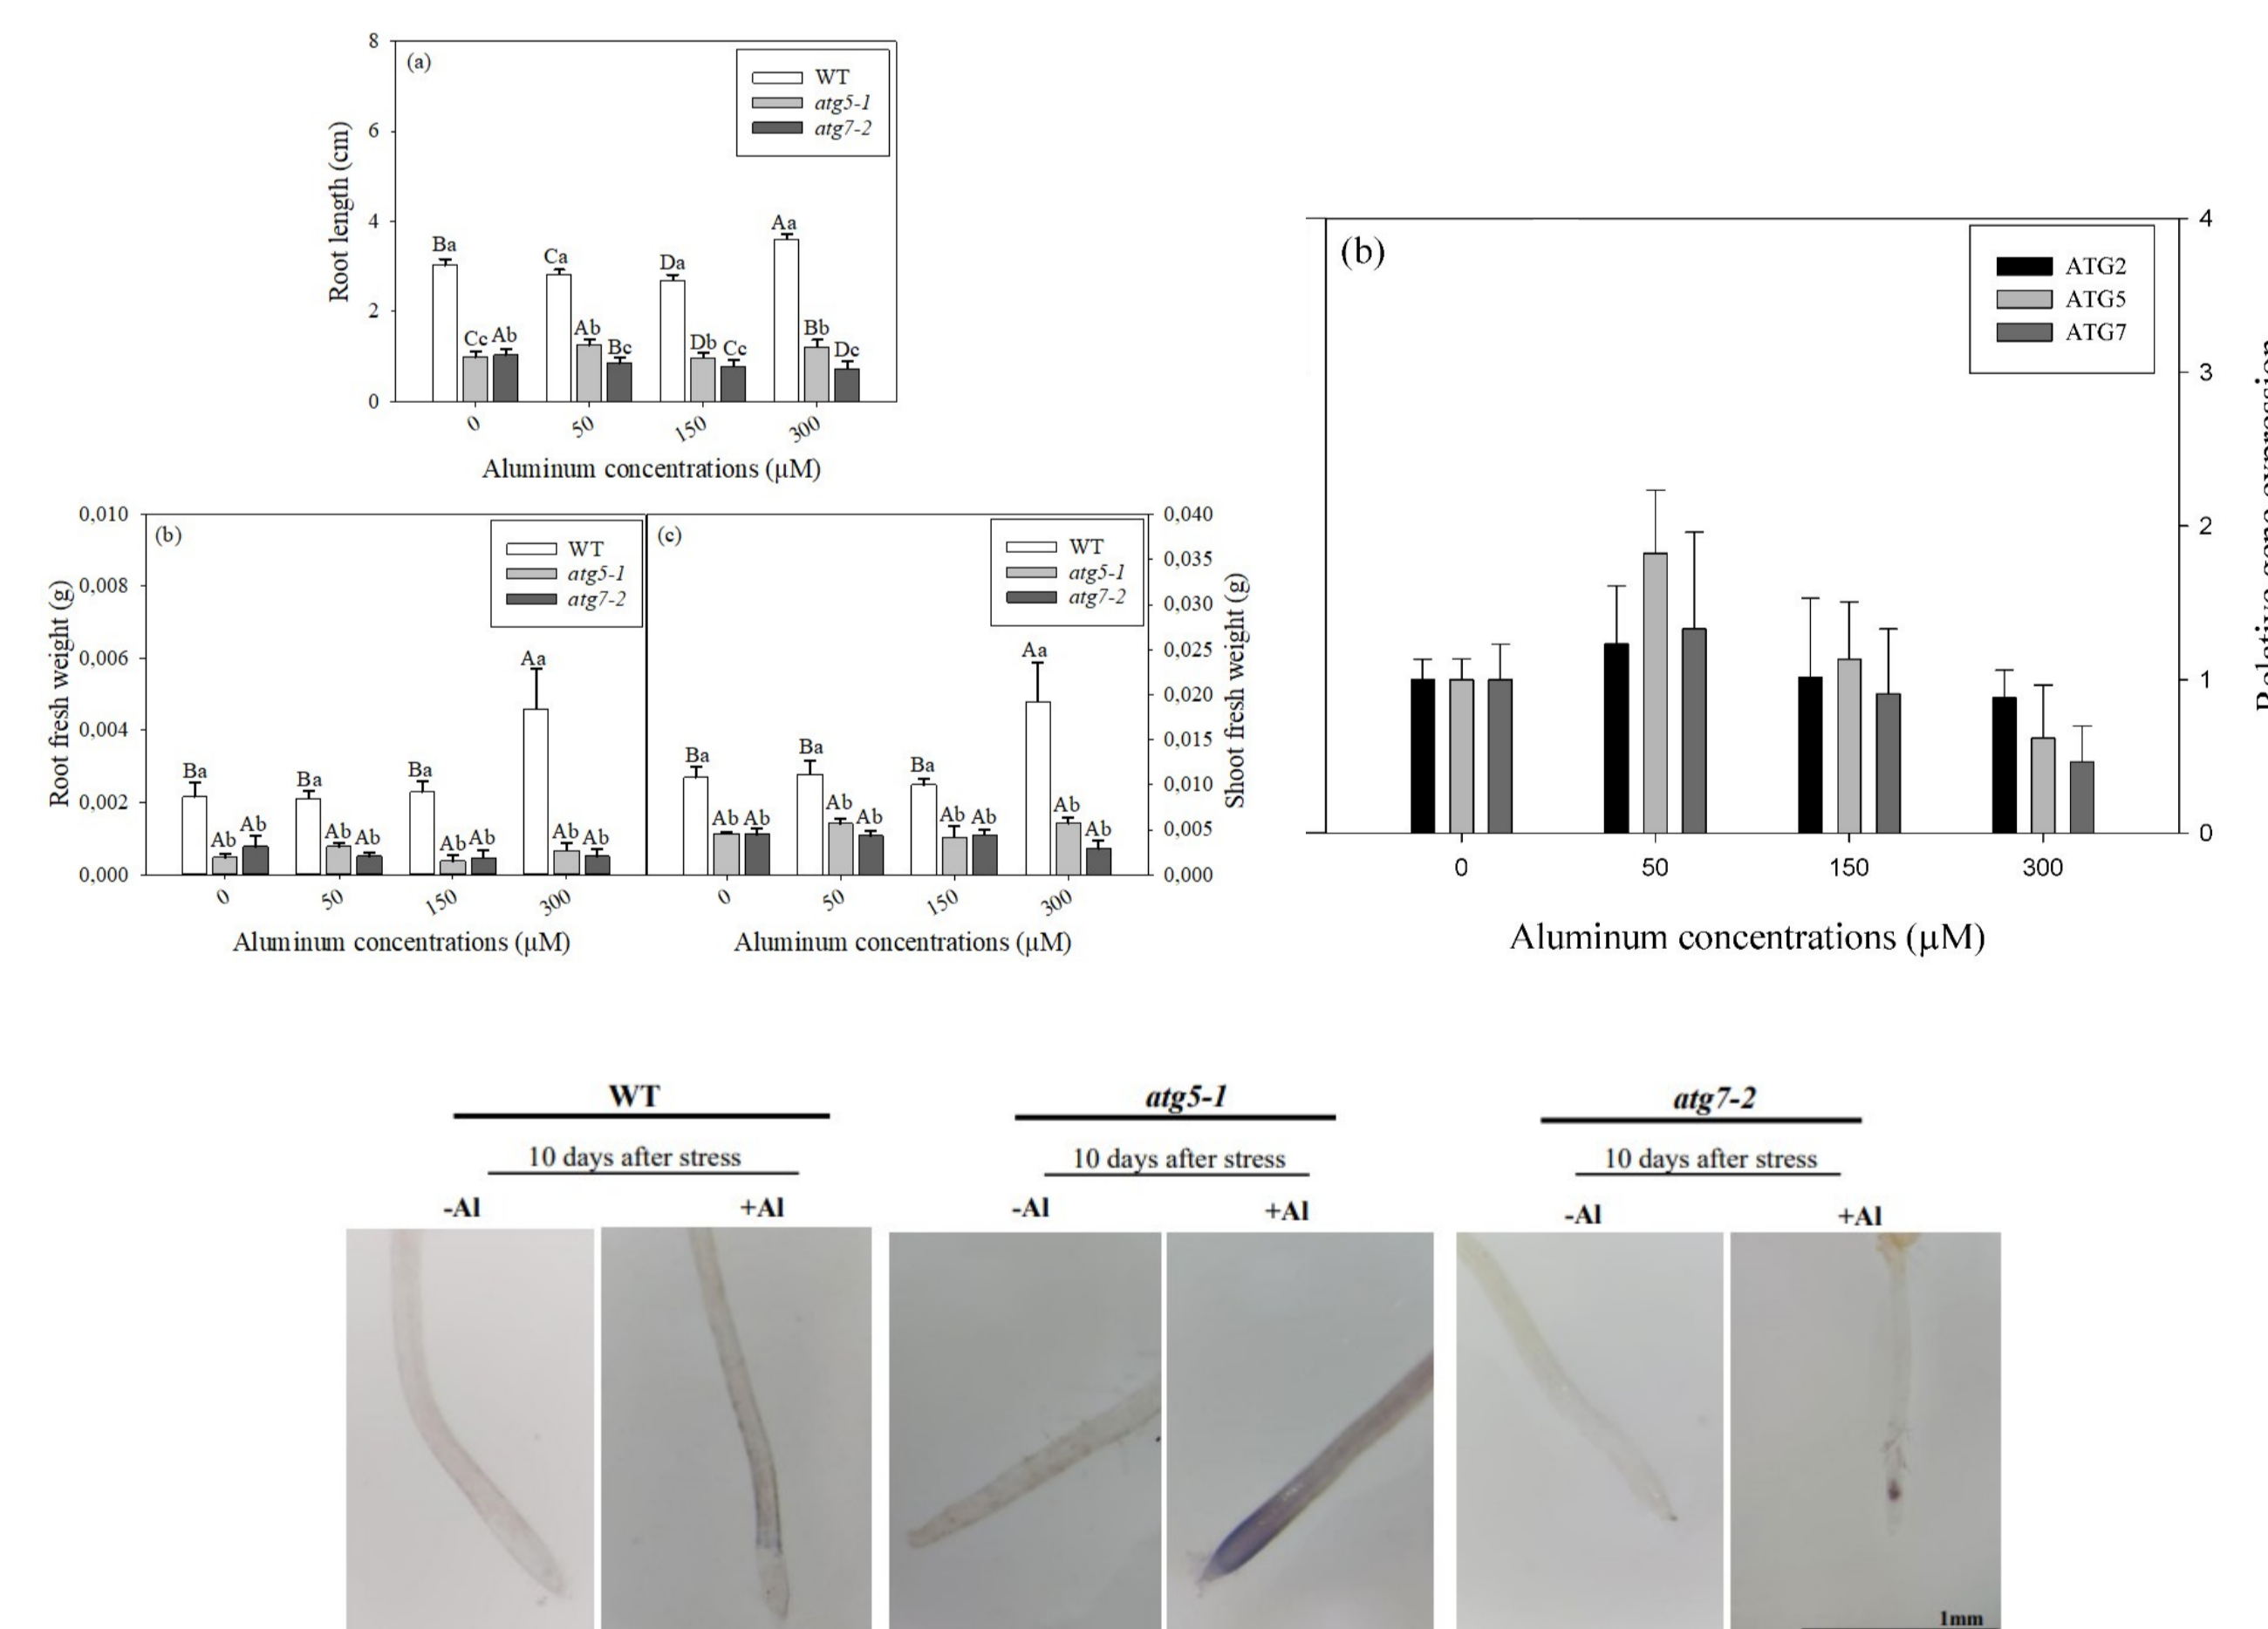 (a)
WT
atg5-1
atg7-2
Root length (cm)
8
6
4
2
0
Ba
Cc Ab
Ca
Ab
Bc
Da
Db Cc
Aa
Bb
Dc
0 50 150 300
Aluminum concentrations (μM)
(b)
WT
atg5-1
atg7-2
Root fresh weight (g)
0,010
0,008
0,006
0,004
0,002
0,000
Ba
Ab Ab
Ba
Ab Ab
Ba
Ab Ab
Aa
Ab Ab
0 50 150 300
Aluminum concentrations (μM)
(c)
WT
atg5-1
atg7-2
0,040
0,035
0,030
0,025
0,020
0,015
0,010
0,005
0,000
Shoot fresh weight (g)
Ba
Ab Ab
Ba
Ab Ab
Ba
Ab Ab
Aa
Ab
Ab
0 50 150 300
Aluminum concentrations (μM)
(b)
ATG2
ATG5
ATG7
4
3
2
1
0
Relative gene expression
0 50 150 300
Aluminum concentrations (μM)
WT
10 days after stress
-Al +Al
atg5-1
10 days after stress
-Al +Al
atg7-2
10 days after stress
-Al +Al
1mm